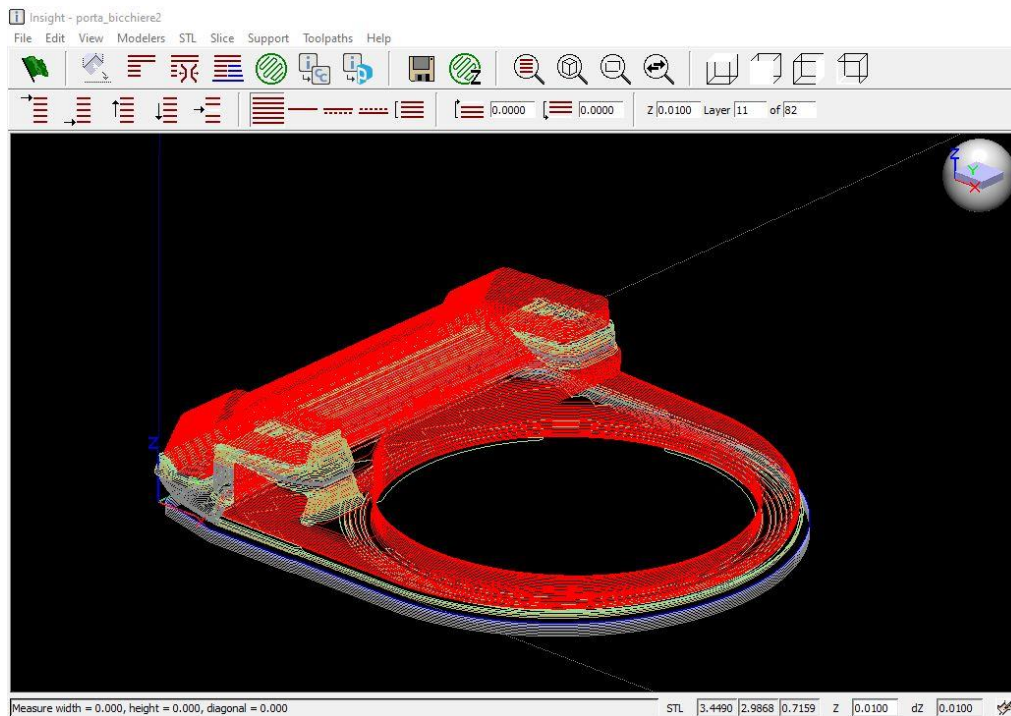 Insight - porta_bicchiere2
File Edit View Modelers STL Slice Support Toolpaths Help
0.0000 0.0000 Z 0.0100 Layer 11 of 82
Z
Y
X
Z
Measure width = 0.000, height = 0.000, diagonal = 0.000 STL 3.4490 2.9868 0.7159 Z 0.0100 dZ 0.0100